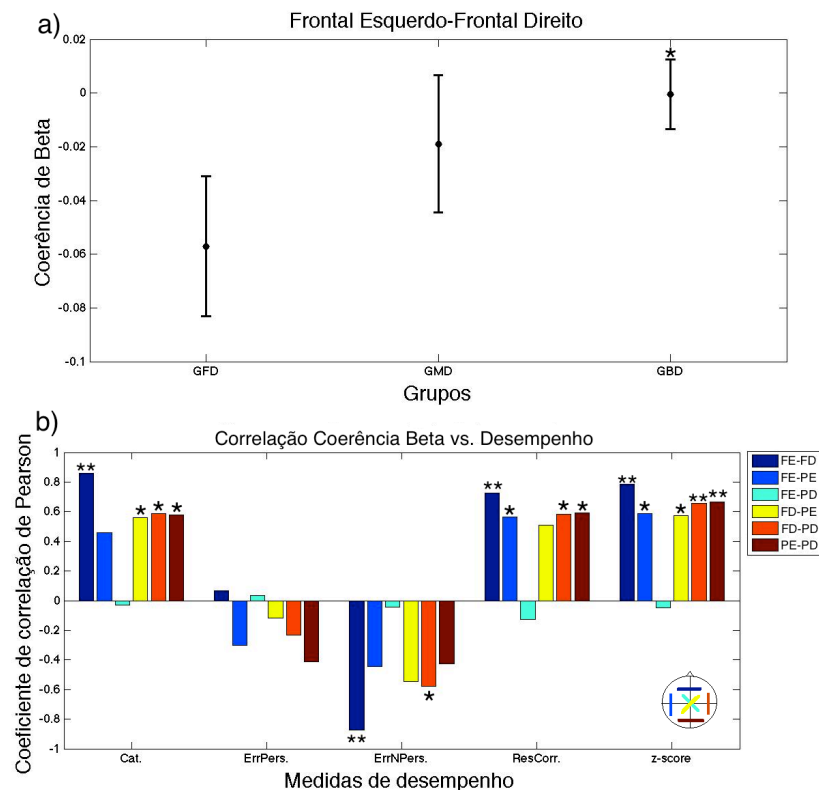 a)
Frontal Esquerdo-Frontal Direito
Coerência de Beta
0.02
0
-0.02
-0.04
-0.06
-0.08
-0.1
*
GFD GMD GBD
Grupos
b)
Correlação Coerência Beta vs. Desempenho
Coeficiente de correlação de Pearson
1
0.8
0.6
0.4
0.2
0
-0.2
-0.4
-0.6
-0.8
-1
** * * *
** *
** * * *
** * * ** **
Cat. ErrPers. ErrNPers. ResCorr. z-score
Medidas de desempenho
FE-FD
FE-PE
FE-PD
FD-PE
FD-PD
PE-PD